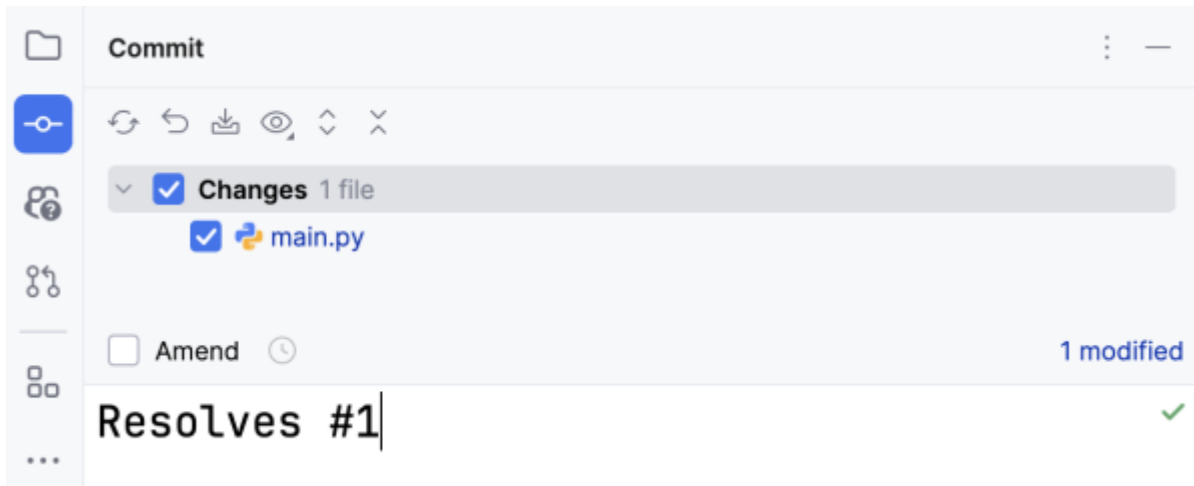 Commit
Changes 1 file
main.py
Amend 1 modified
Resolves #1